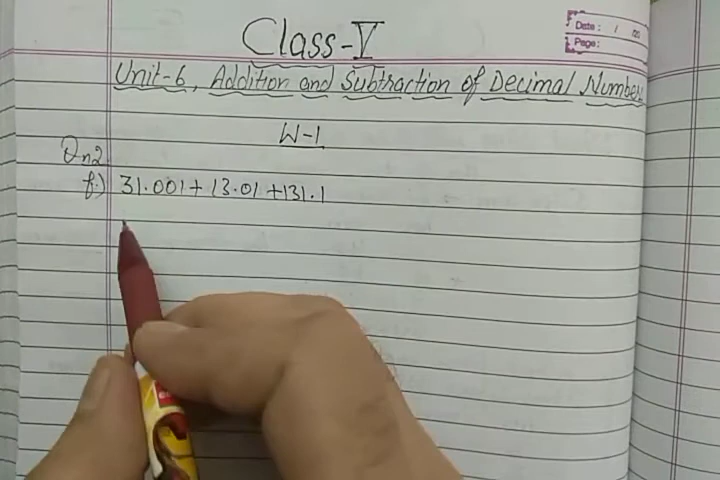 Class-V
Date :
Page:
Unit-6, Addition and Subtraction of Decimal Numbers
W-1
Qn2
f.) 31.001 + 13.01 + 131.1